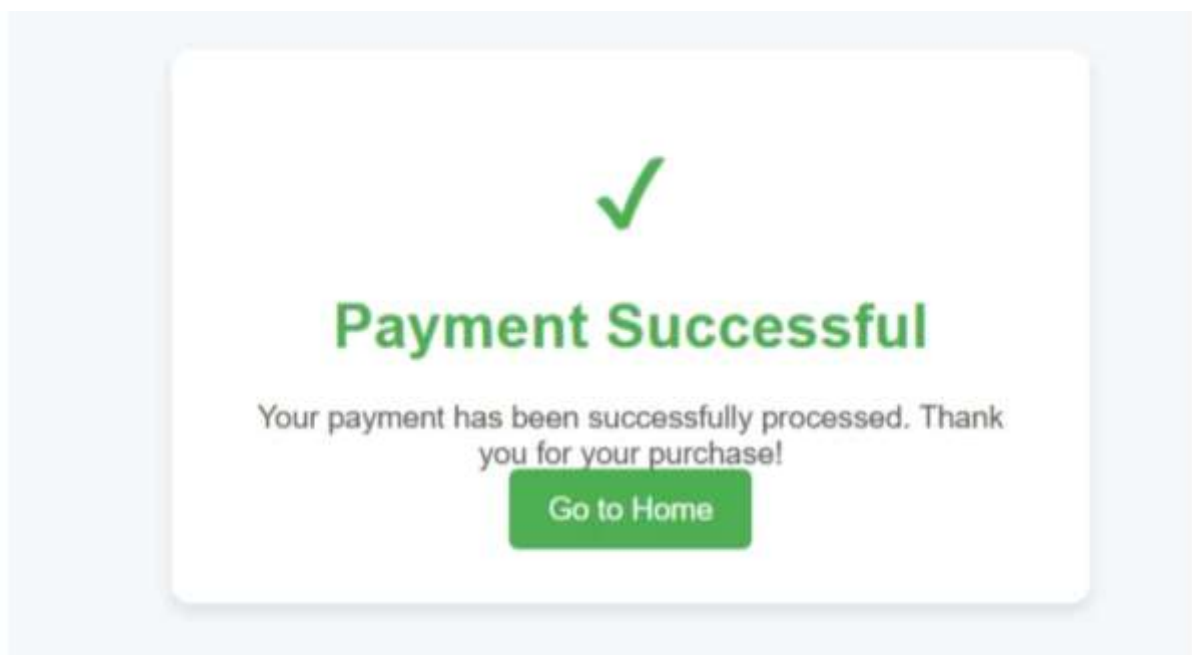 Payment Successful
Your payment has been successfully processed. Thank
you for your purchase!
Go to Home